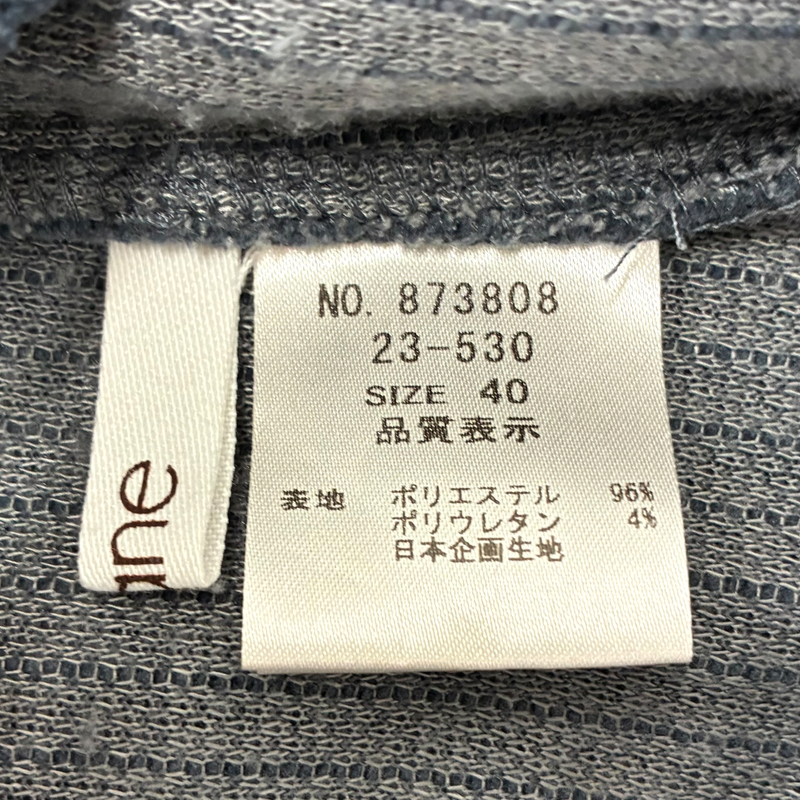 NO. 873808
23-530
SIZE 40
品質表示
表地 ポリエステル 96%
ポリウレタン 4%
日本企画生地
une